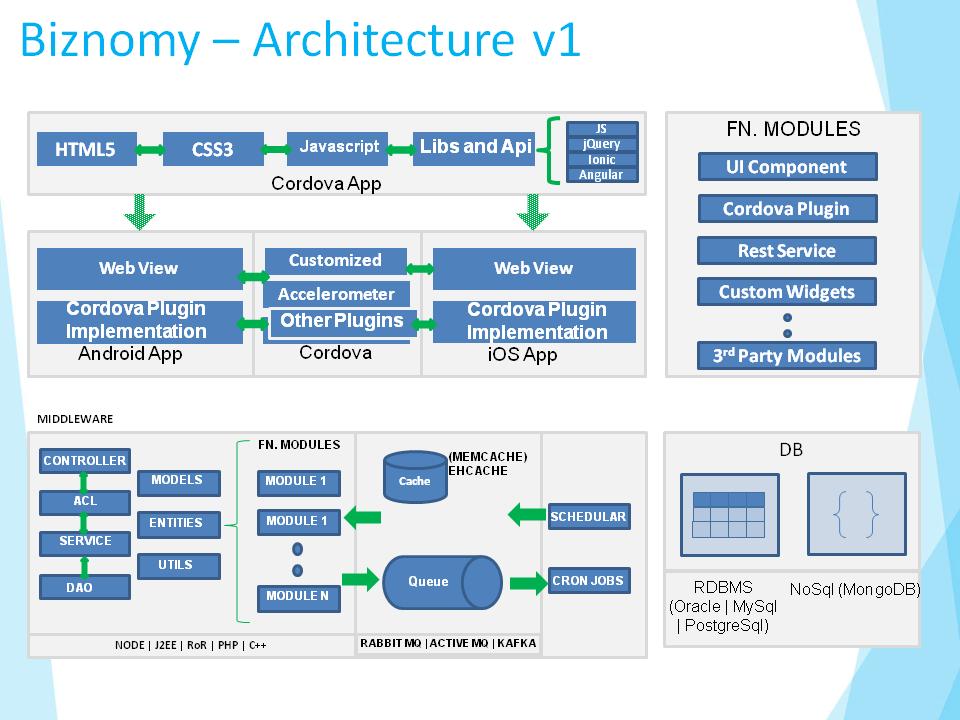 Biznomy – Architecture v1
HTML5
CSS3
Javascript
Libs and Api
JS
jQuery
Ionic
Angular
Cordova App
FN. MODULES
UI Component
Cordova Plugin
Rest Service
Custom Widgets
3rd Party Modules
Web View
Cordova Plugin
Implementation
Android App
Customized
Accelerometer
Other Plugins
Cordova
Web View
Cordova Plugin
Implementation
iOS App
MIDDLEWARE
CONTROLLER
ACL
SERVICE
DAO
MODELS
ENTITIES
UTILS
FN. MODULES
MODULE 1
MODULE 1
MODULE N
NODE | J2EE | RoR | PHP | C++
Cache
(MEMCACHE)
EHCACHE
Queue
RABBIT MQ | ACTIVE MQ | KAFKA
SCHEDULAR
CRON JOBS
DB
{ }
RDBMS
(Oracle | MySql
| PostgreSql)
NoSql (MongoDB)